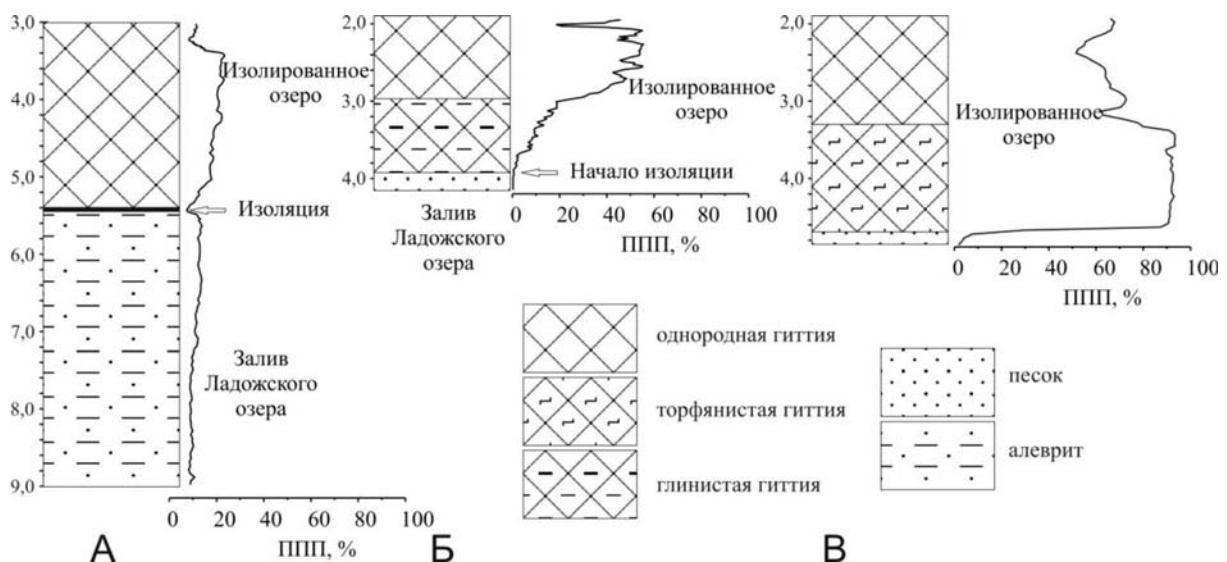 3,0
4,0
5,0
6,0
7,0
8,0
9,0
Изолированное
озеро
Изоляция
Залив
Ладожского
озера
0 20 40 60 80 100
ППП, %
А
2,0
3,0
4,0
Изолированное
озеро
Начало изоляции
Залив
Ладожского
озера
0 20 40 60 80 100
ППП, %
Б
2,0
3,0
4,0
Изолированное
озеро
0 20 40 60 80 100
ППП, %
В
однородная гиттия
торфянистая гиттия
глинистая гиттия
песок
алеврит